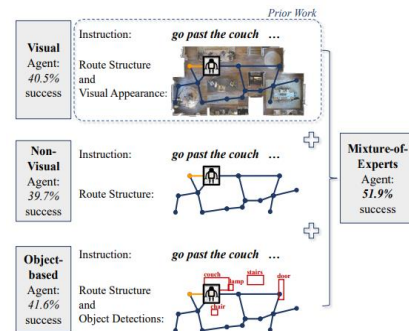 Prior Work
Visual
Agent:
40.5%
success
Instruction: go past the couch ...
Route Structure
and
Visual Appearance:
Non-
Visual
Agent:
39.7%
success
Instruction: go past the couch ...
Route Structure:
Object-
based
Agent:
41.6%
success
Instruction: go past the couch ...
Route Structure
and
Object Detections:
couch
lamp
stairs
door
chair
Mixture-of-
Experts
Agent:
51.9%
success